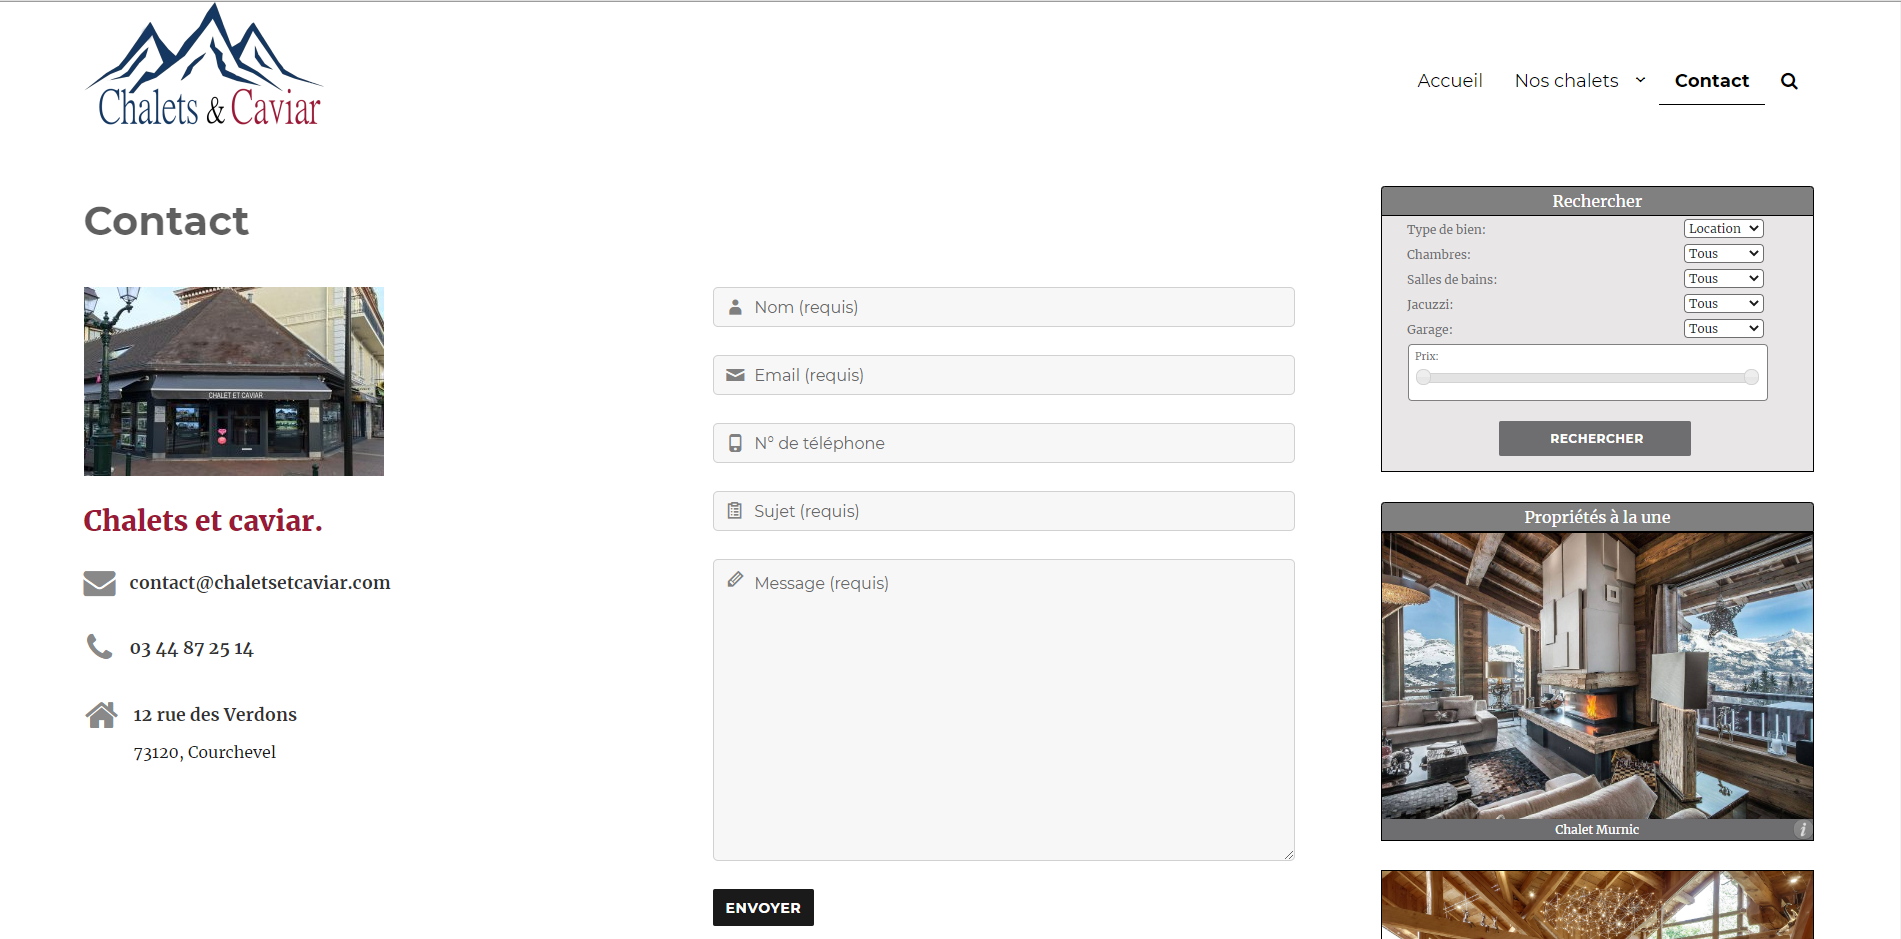 Chalets & Caviar
Accueil
Nos chalets
Contact
Contact
CHALET ET CAVIAR
Chalets et caviar.
contact@chaletsetcaviar.com
03 44 87 25 14
12 rue des Verdons
73120, Courchevel
Nom (requis)
Email (requis)
N° de téléphone
Sujet (requis)
Message (requis)
ENVOYER
Rechercher
Type de bien: Location
Chambres: Tous
Salles de bains: Tous
Jacuzzi: Tous
Garage: Tous
Prix:
RECHERCHER
Propriétés à la une
Chalet Murnic
i